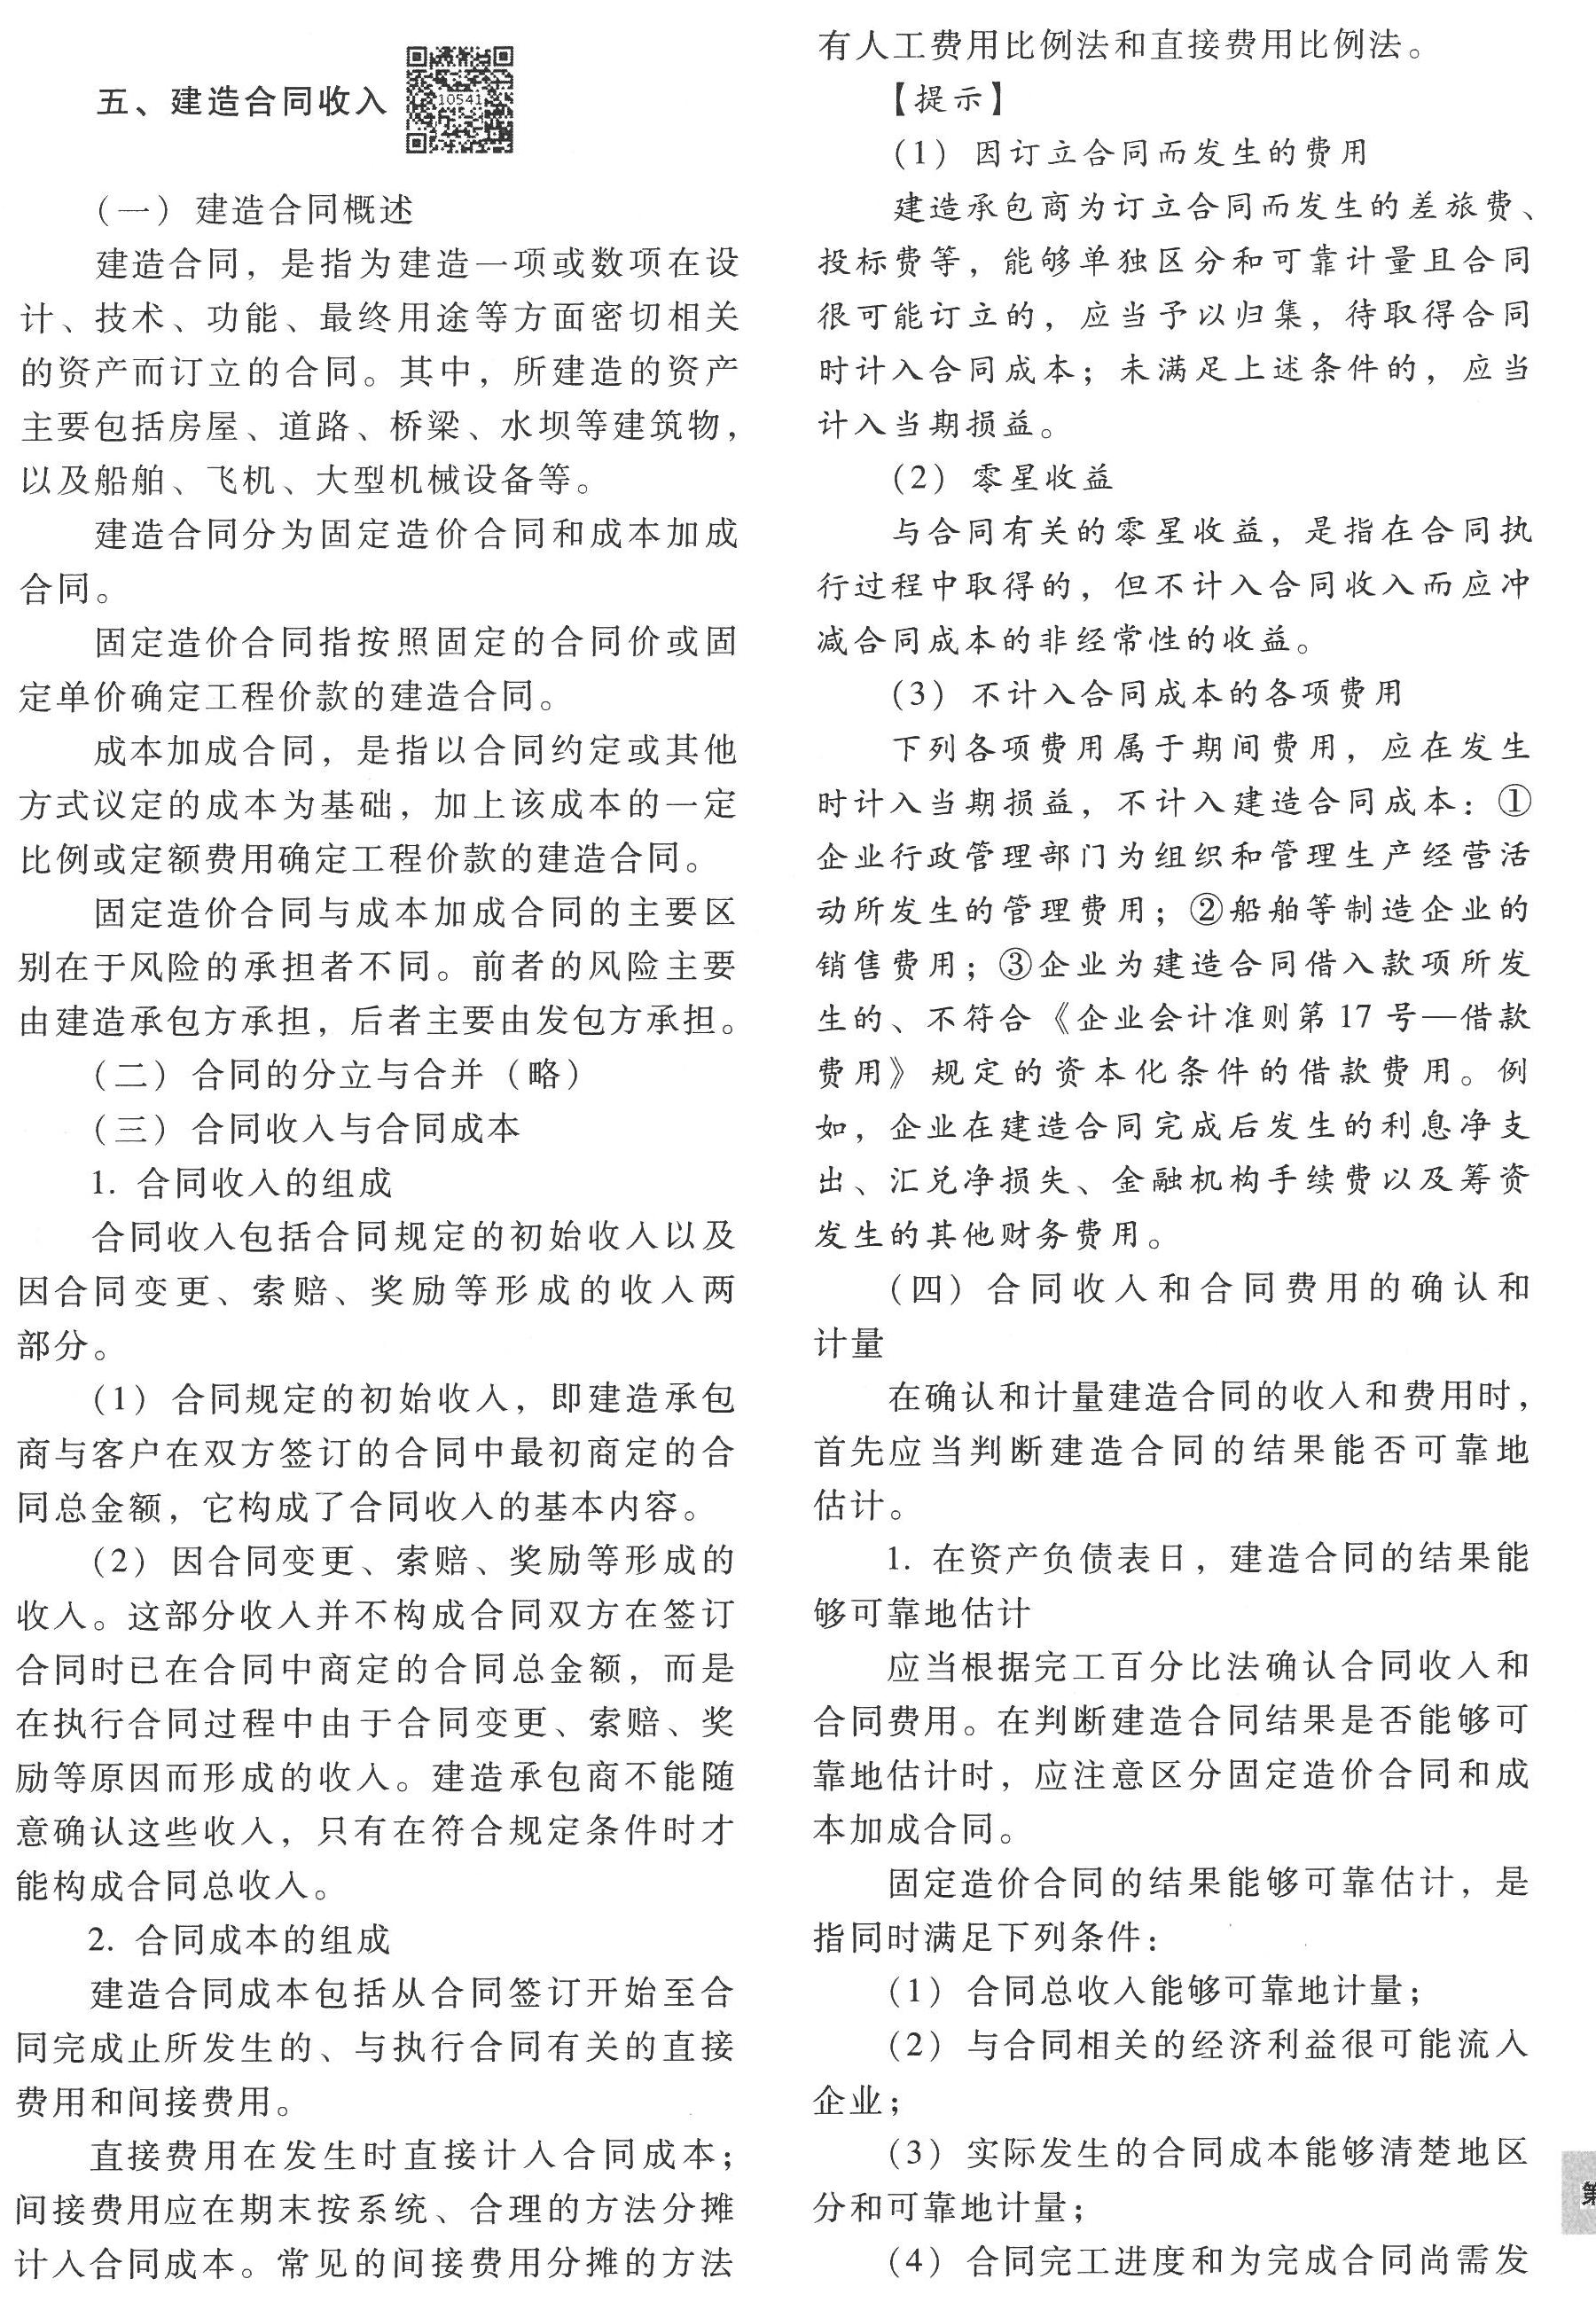 五、建造合同收入
10541
（一）建造合同概述
建造合同，是指为建造一项或数项在设
计、技术、功能、最终用途等方面密切相关
的资产而订立的合同。其中，所建造的资产
主要包括房屋、道路、桥梁、水坝等建筑物，
以及船舶、飞机、大型机械设备等。
建造合同分为固定造价合同和成本加成
合同。
固定造价合同指按照固定的合同价或固
定单价确定工程价款的建造合同。
成本加成合同，是指以合同约定或其他
方式议定的成本为基础，加上该成本的一定
比例或定额费用确定工程价款的建造合同。
固定造价合同与成本加成合同的主要区
别在于风险的承担者不同。前者的风险主要
由建造承包方承担，后者主要由发包方承担。
（二）合同的分立与合并（略）
（三）合同收入与合同成本
1. 合同收入的组成
合同收入包括合同规定的初始收入以及
因合同变更、索赔、奖励等形成的收入两
部分。
（1）合同规定的初始收入，即建造承包
商与客户在双方签订的合同中最初商定的合
同总金额，它构成了合同收入的基本内容。
（2）因合同变更、索赔、奖励等形成的
收入。这部分收入并不构成合同双方在签订
合同时已在合同中商定的合同总金额，而是
在执行合同过程中由于合同变更、索赔、奖
励等原因而形成的收入。建造承包商不能随
意确认这些收入，只有在符合规定条件时才
能构成合同总收入。
2. 合同成本的组成
建造合同成本包括从合同签订开始至合
同完成止所发生的、与执行合同有关的直接
费用和间接费用。
直接费用在发生时直接计入合同成本；
间接费用应在期末按系统、合理的方法分摊
计入合同成本。常见的间接费用分摊的方法
有人工费用比例法和直接费用比例法。
【提示】
（1）因订立合同而发生的费用
建造承包商为订立合同而发生的差旅费、
投标费等，能够单独区分和可靠计量且合同
很可能订立的，应当予以归集，待取得合同
时计入合同成本；未满足上述条件的，应当
计入当期损益。
（2）零星收益
与合同有关的零星收益，是指在合同执
行过程中取得的，但不计入合同收入而应冲
减合同成本的非经常性的收益。
（3）不计入合同成本的各项费用
下列各项费用属于期间费用，应在发生
时计入当期损益，不计入建造合同成本：①
企业行政管理部门为组织和管理生产经营活
动所发生的管理费用；②船舶等制造企业的
销售费用；③企业为建造合同借入款项所发
生的、不符合《企业会计准则第 17 号—借款
费用》规定的资本化条件的借款费用。例
如，企业在建造合同完成后发生的利息净支
出、汇兑净损失、金融机构手续费以及筹资
发生的其他财务费用。
（四）合同收入和合同费用的确认和
计量
在确认和计量建造合同的收入和费用时，
首先应当判断建造合同的结果能否可靠地
估计。
1. 在资产负债表日，建造合同的结果能
够可靠地估计
应当根据完工百分比法确认合同收入和
合同费用。在判断建造合同结果是否能够可
靠地估计时，应注意区分固定造价合同和成
本加成合同。
固定造价合同的结果能够可靠估计，是
指同时满足下列条件：
（1）合同总收入能够可靠地计量；
（2）与合同相关的经济利益很可能流入
企业；
（3）实际发生的合同成本能够清楚地区
分和可靠地计量；
（4）合同完工进度和为完成合同尚需发